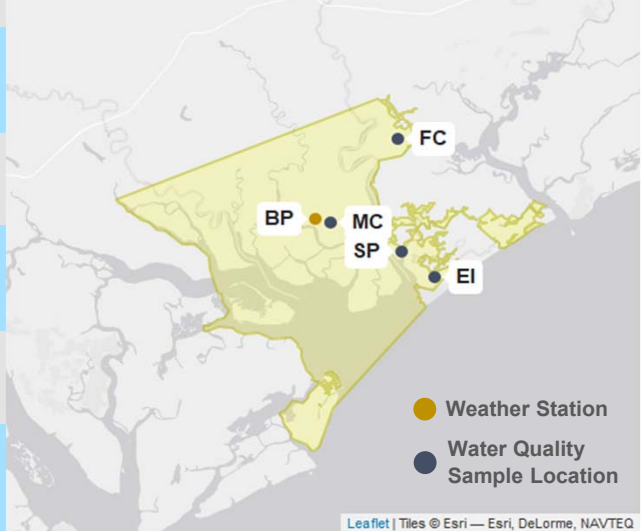 FC
BP
MC
SP
EI
Weather Station
Water Quality
Sample Location
Leaflet | Tiles © Esri — Esri, DeLorme, NAVTEQ